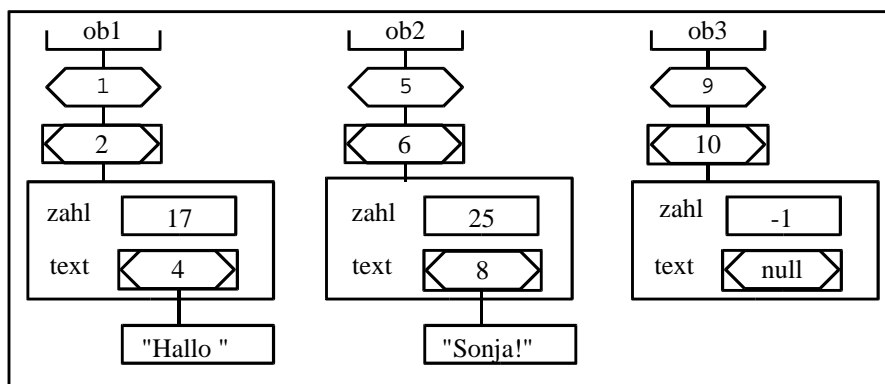 ob1 ob2 ob3
1 5 9
2 6 10
zahl 17 zahl 25 zahl -1
text 4 text 8 text null
"Hallo " "Sonja!"